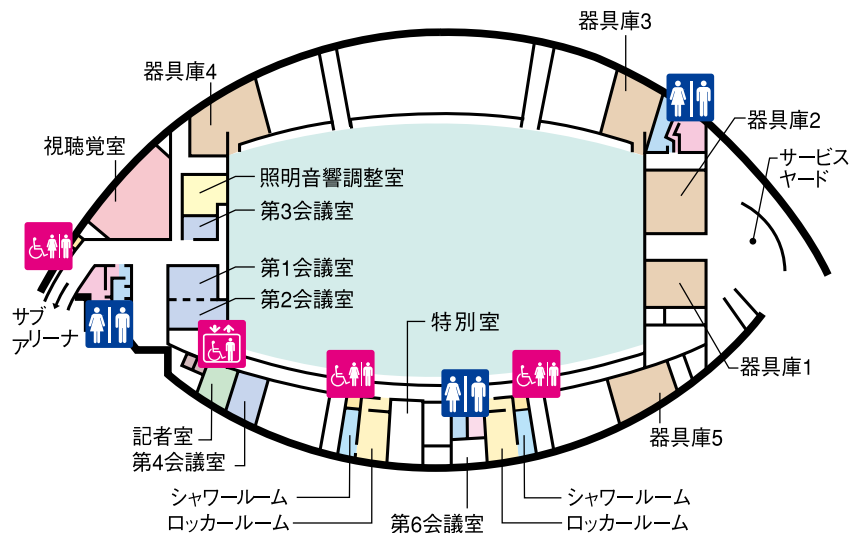 器具庫3
器具庫4
器具庫2
視聴覚室
サービス
ヤード
照明音響調整室
第3会議室
第1会議室
第2会議室
サブ
アリーナ
特別室
器具庫1
記者室
第4会議室
器具庫5
シャワールーム
ロッカールーム
第6会議室
シャワールーム
ロッカールーム